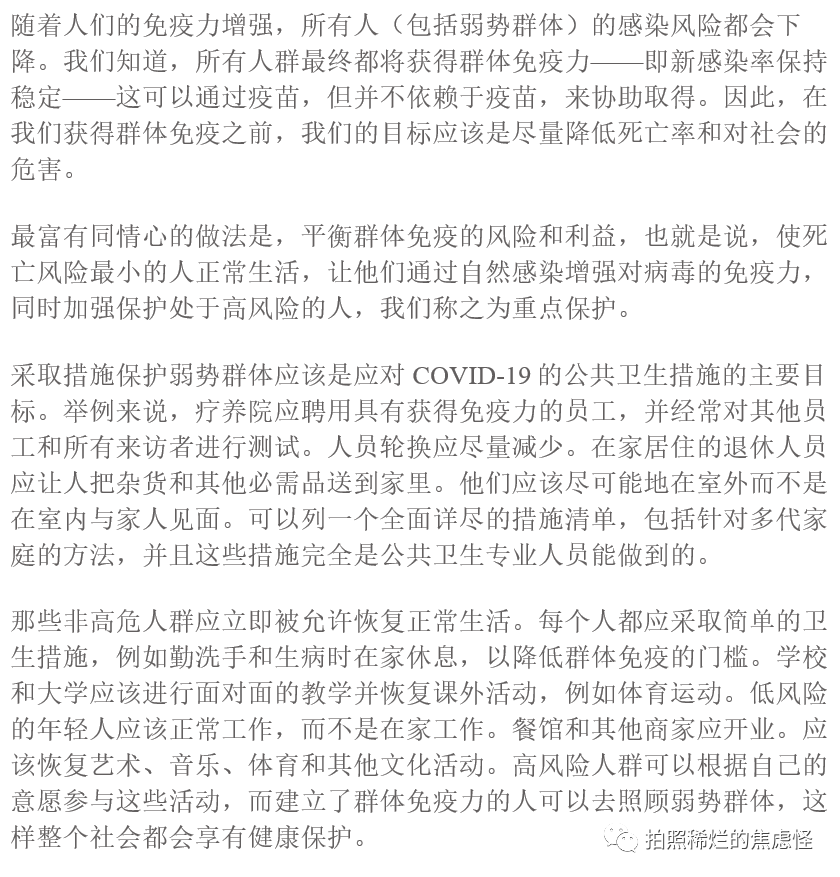 随着人们的免疫力增强，所有人（包括弱势群体）的感染风险都会下
降。我们知道，所有人群最终都将获得群体免疫力——即新感染率保持
稳定——这可以通过疫苗，但并不依赖于疫苗，来协助取得。因此，在
我们获得群体免疫之前，我们的目标应该是尽量降低死亡率和对社会的
危害。
最富有同情心的做法是，平衡群体免疫的风险和利益，也就是说，使死
亡风险最小的人正常生活，让他们通过自然感染增强对病毒的免疫力，
同时加强保护处于高风险的人，我们称之为重点保护。
采取措施保护弱势群体应该是应对 COVID-19 的公共卫生措施的主要目
标。举例来说，疗养院应聘用具有获得免疫力的员工，并经常对其他员
工和所有来访者进行测试。人员轮换应尽量减少。在家居住的退休人员
应让人把杂货和其他必需品送到家里。他们应该尽可能地在室外而不是
在室内与家人见面。可以列一个全面详尽的措施清单，包括针对多代家
庭的方法，并且这些措施完全是公共卫生专业人员能做到的。
那些非高危人群应立即被允许恢复正常生活。每个人都应采取简单的卫
生措施，例如勤洗手和生病时在家休息，以降低群体免疫的门槛。学校
和大学应该进行面对面的教学并恢复课外活动，例如体育运动。低风险
的年轻人应该正常工作，而不是在家工作。餐馆和其他商家应开业。应
该恢复艺术、音乐、体育和其他文化活动。高风险人群可以根据自己的
意愿参与这些活动，而建立了群体免疫力的人可以去照顾弱势群体，这
样整个社会都会享有健康保护。
拍照稀烂的焦虑怪